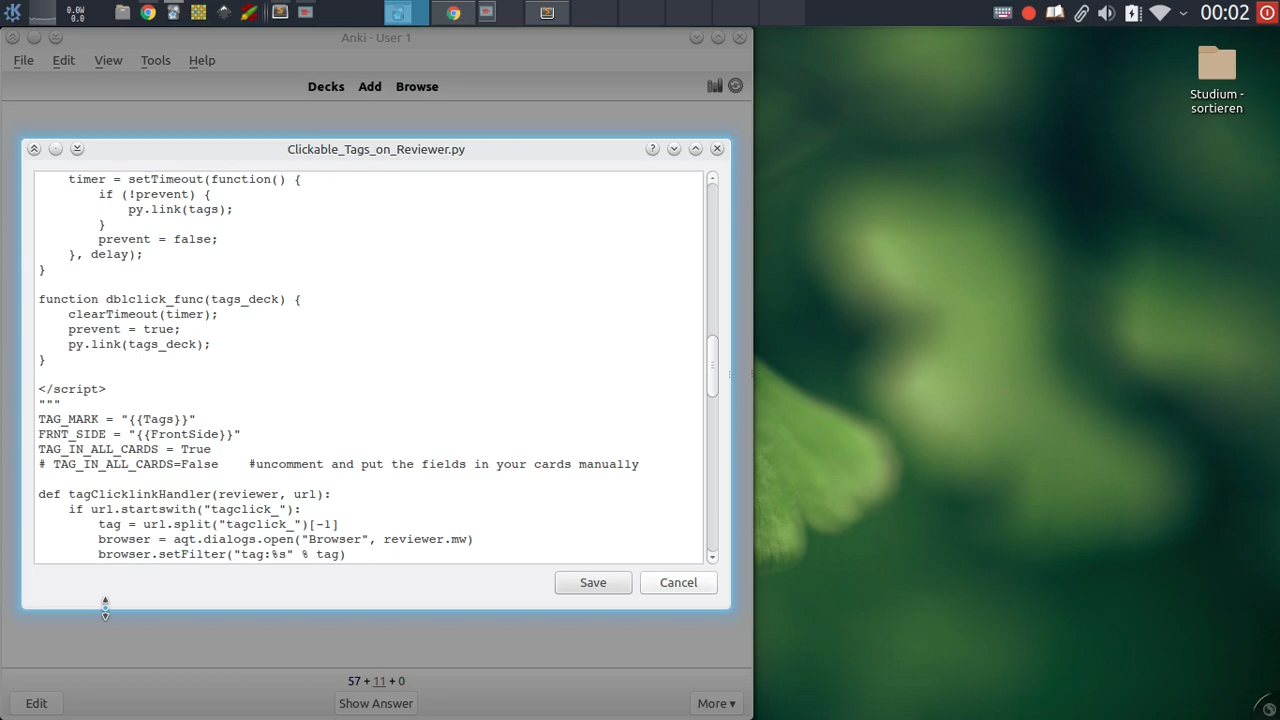 0.0W
0.0
00:02
Anki - User 1
File Edit View Tools Help
Decks Add Browse
Studium -
sortieren
Clickable_Tags_on_Reviewer.py
timer = setTimeout(function() {
if (!prevent) {
py.link(tags);
}
prevent = false;
}, delay);
}
function dblclick_func(tags_deck) {
clearTimeout(timer);
prevent = true;
py.link(tags_deck);
}
</script>
"""
TAG_MARK = "{{Tags}}"
FRNT_SIDE = "{{FrontSide}}"
TAG_IN_ALL_CARDS = True
# TAG_IN_ALL_CARDS=False    #uncomment and put the fields in your cards manually
def tagClicklinkHandler(reviewer, url):
if url.startswith("tagclick_"):
tag = url.split("tagclick_")[-1]
browser = aqt.dialogs.open("Browser", reviewer.mw)
browser.setFilter("tag:%s" % tag)
Save Cancel
57 + 11 + 0
Edit Show Answer More ▾